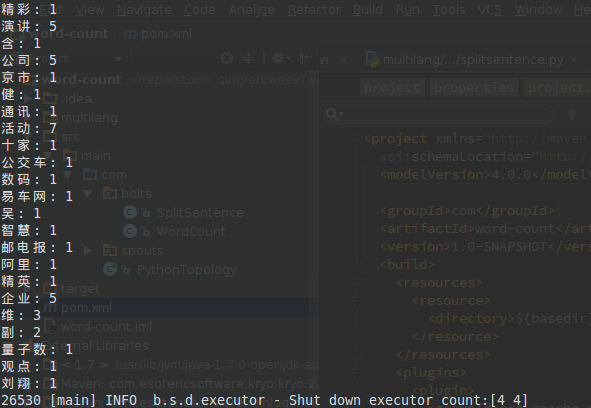 精彩: 1
演讲: 5
含: 1
公司: 5
京市: 1
健: 1
通讯: 1
活动: 7
十家: 1
公交车: 1
数码: 1
易车网: 1
吴: 1
智慧: 1
邮电报: 1
阿里: 1
精英: 1
企业: 5
维: 3
副: 2
量子数: 1
观点: 1
刘翔: 1
26530 [main] INFO  b.s.d.executor - Shut down executor count:[4 4]
View Navigate Code Analyze Refactor Build Run Tools VCS Window
word-count
pom.xml
word-count
.idea
multilang
src
main
com
bolts
SplitSentence
WordCount
spouts
PythonTopology
target
pom.xml
word-count.iml
External Libraries
< 1.7 > /usr/lib/jvm/java-1.7.0-openjdk-am
Maven: com.esotericsoftware.kryo:kryo:2.
multilang/.../splitsentence.py
project
properties
project.
<project xmlns="http://maven
xsi:schemaLocation="http:/
<modelVersion>4.0.0</modelV
<groupId>com</groupId>
<artifactId>word-count</art
<version>1.0-SNAPSHOT</vers
<build>
<resources>
<resource>
<directory>${basedir}
</resource>
</resources>
<plugins>
<plugin>